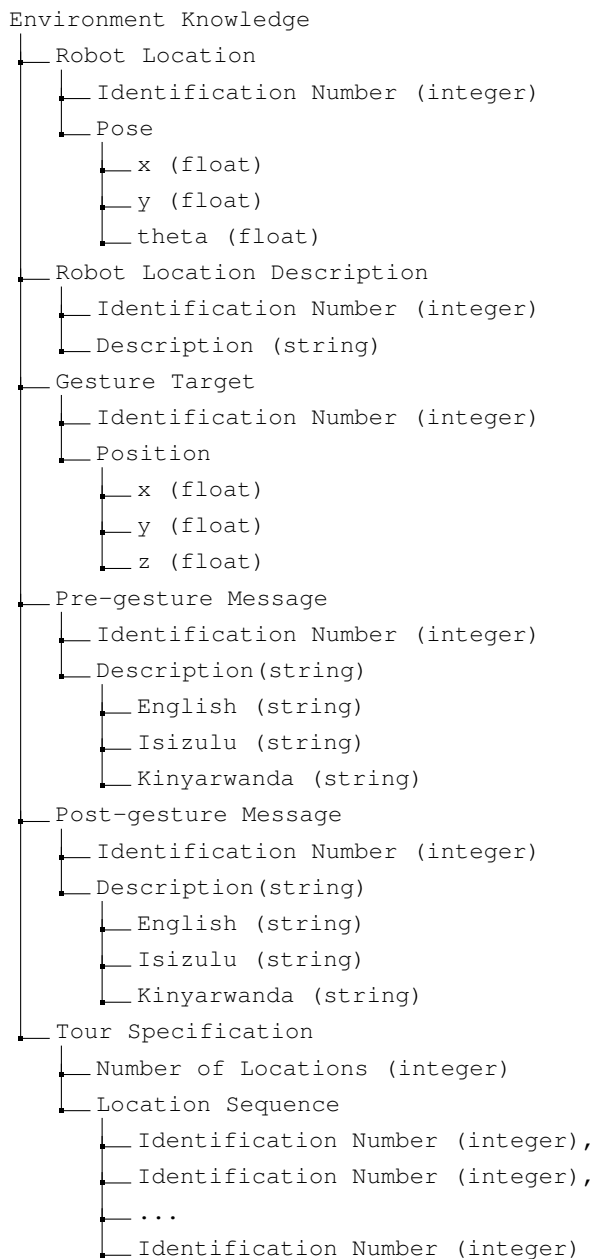 Environment Knowledge
Robot Location
Identification Number (integer)
Pose
x (float)
y (float)
theta (float)
Robot Location Description
Identification Number (integer)
Description (string)
Gesture Target
Identification Number (integer)
Position
x (float)
y (float)
z (float)
Pre-gesture Message
Identification Number (integer)
Description(string)
English (string)
Isizulu (string)
Kinyarwanda (string)
Post-gesture Message
Identification Number (integer)
Description(string)
English (string)
Isizulu (string)
Kinyarwanda (string)
Tour Specification
Number of Locations (integer)
Location Sequence
Identification Number (integer),
Identification Number (integer),
...
Identification Number (integer)